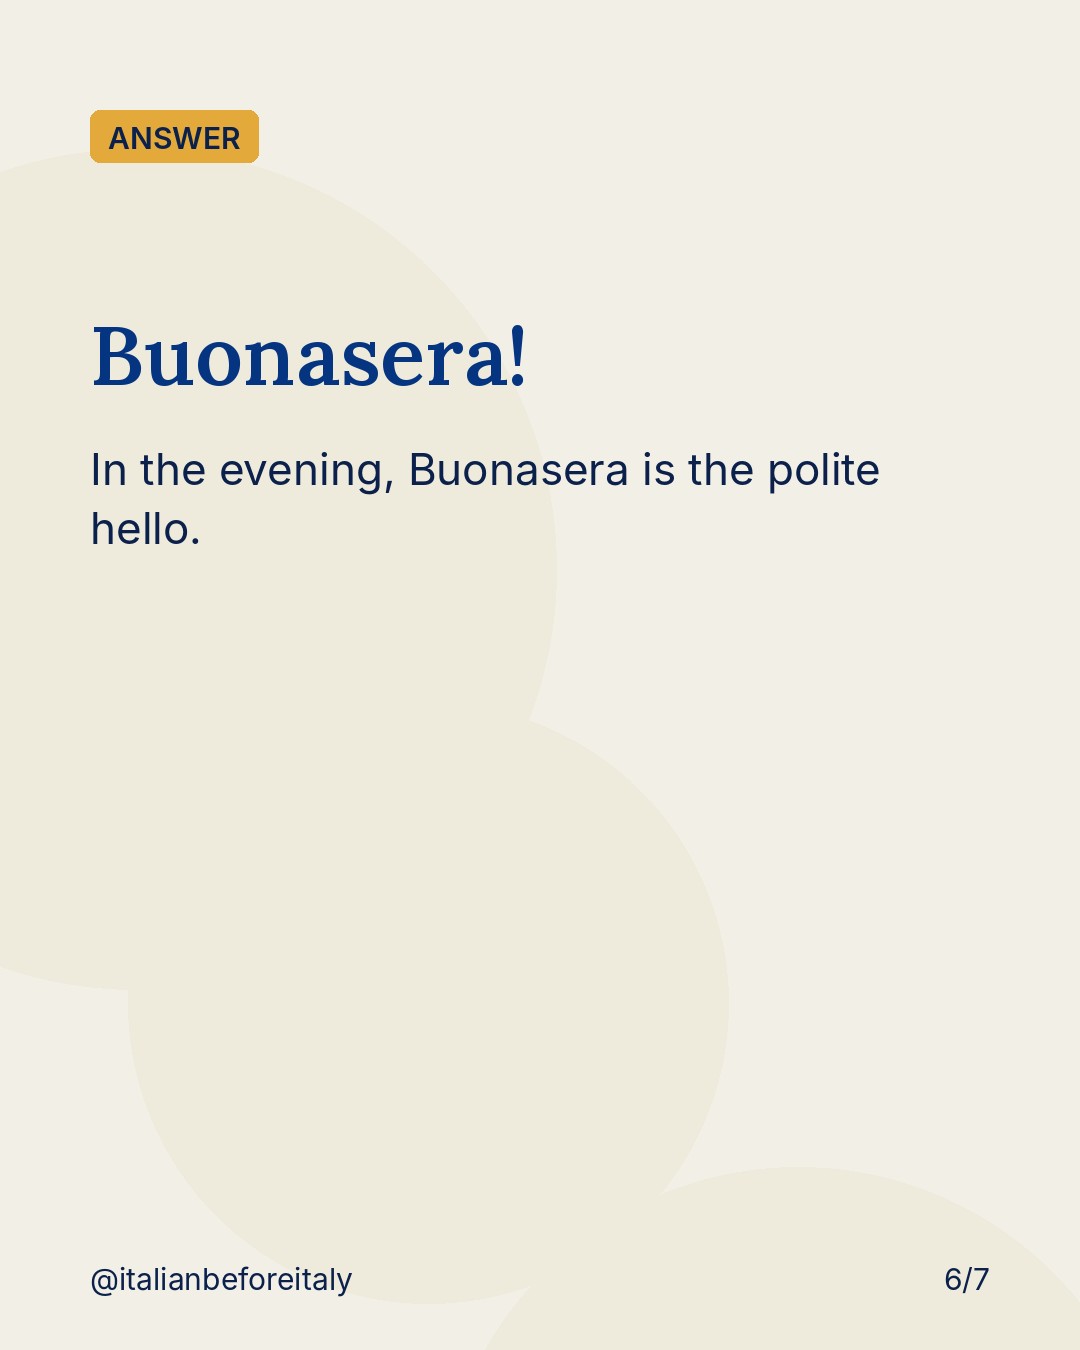 ANSWER
Buonasera!
In the evening, Buonasera is the polite
hello.
@italianbeforeitaly
6/7